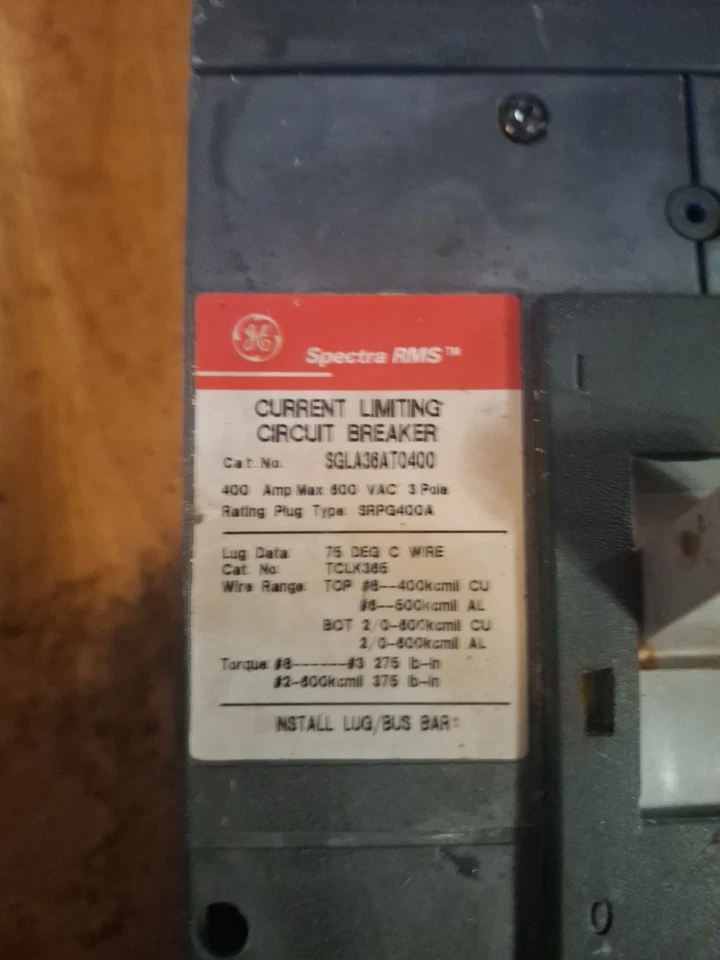 GE
Spectra RMS™
CURRENT LIMITING
CIRCUIT BREAKER
Cat. No. SGLA36AT0400
400 Amp Max 600 VAC 3 Pole
Rating Plug Type: SRPG400A
Lug Data: 75 DEG C WIRE
Cat. No: TCLK365
Wire Range: TOP #6--400kcmil CU
#6--500kcmil AL
BOT 2/0-600kcmil CU
2/0-600kcmil AL
Torque #6------#3 275 lb-in
#2-600kcmil 375 lb-in
INSTALL LUG/BUS BAR:
I
O